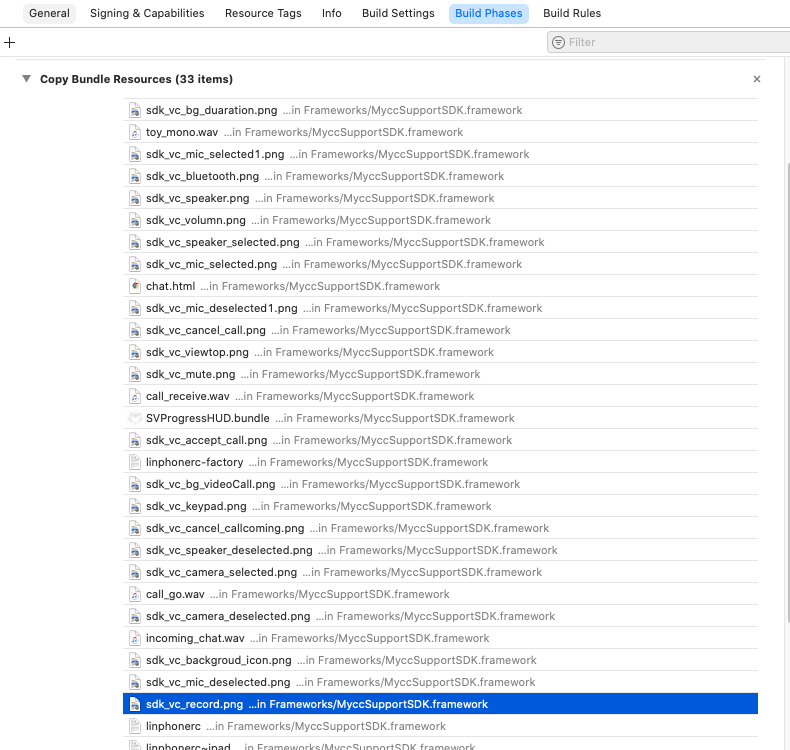 General Signing & Capabilities Resource Tags Info Build Settings Build Phases Build Rules
Filter
Copy Bundle Resources (33 items)
sdk_vc_bg_duaration.png ...in Frameworks/MyccSupportSDK.framework
toy_mono.wav ...in Frameworks/MyccSupportSDK.framework
sdk_vc_mic_selected1.png ...in Frameworks/MyccSupportSDK.framework
sdk_vc_bluetooth.png ...in Frameworks/MyccSupportSDK.framework
sdk_vc_speaker.png ...in Frameworks/MyccSupportSDK.framework
sdk_vc_volumn.png ...in Frameworks/MyccSupportSDK.framework
sdk_vc_speaker_selected.png ...in Frameworks/MyccSupportSDK.framework
sdk_vc_mic_selected.png ...in Frameworks/MyccSupportSDK.framework
chat.html ...in Frameworks/MyccSupportSDK.framework
sdk_vc_mic_deselected1.png ...in Frameworks/MyccSupportSDK.framework
sdk_vc_cancel_call.png ...in Frameworks/MyccSupportSDK.framework
sdk_vc_viewtop.png ...in Frameworks/MyccSupportSDK.framework
sdk_vc_mute.png ...in Frameworks/MyccSupportSDK.framework
call_receive.wav ...in Frameworks/MyccSupportSDK.framework
SVProgressHUD.bundle ...in Frameworks/MyccSupportSDK.framework
sdk_vc_accept_call.png ...in Frameworks/MyccSupportSDK.framework
linphonerc-factory ...in Frameworks/MyccSupportSDK.framework
sdk_vc_bg_videoCall.png ...in Frameworks/MyccSupportSDK.framework
sdk_vc_keypad.png ...in Frameworks/MyccSupportSDK.framework
sdk_vc_cancel_callcoming.png ...in Frameworks/MyccSupportSDK.framework
sdk_vc_speaker_deselected.png ...in Frameworks/MyccSupportSDK.framework
sdk_vc_camera_selected.png ...in Frameworks/MyccSupportSDK.framework
call_go.wav ...in Frameworks/MyccSupportSDK.framework
sdk_vc_camera_deselected.png ...in Frameworks/MyccSupportSDK.framework
incoming_chat.wav ...in Frameworks/MyccSupportSDK.framework
sdk_vc_backgroud_icon.png ...in Frameworks/MyccSupportSDK.framework
sdk_vc_mic_deselected.png ...in Frameworks/MyccSupportSDK.framework
sdk_vc_record.png ...in Frameworks/MyccSupportSDK.framework
linphonerc ...in Frameworks/MyccSupportSDK.framework
linphonerc~ipad ...in Frameworks/MyccSupportSDK.framework